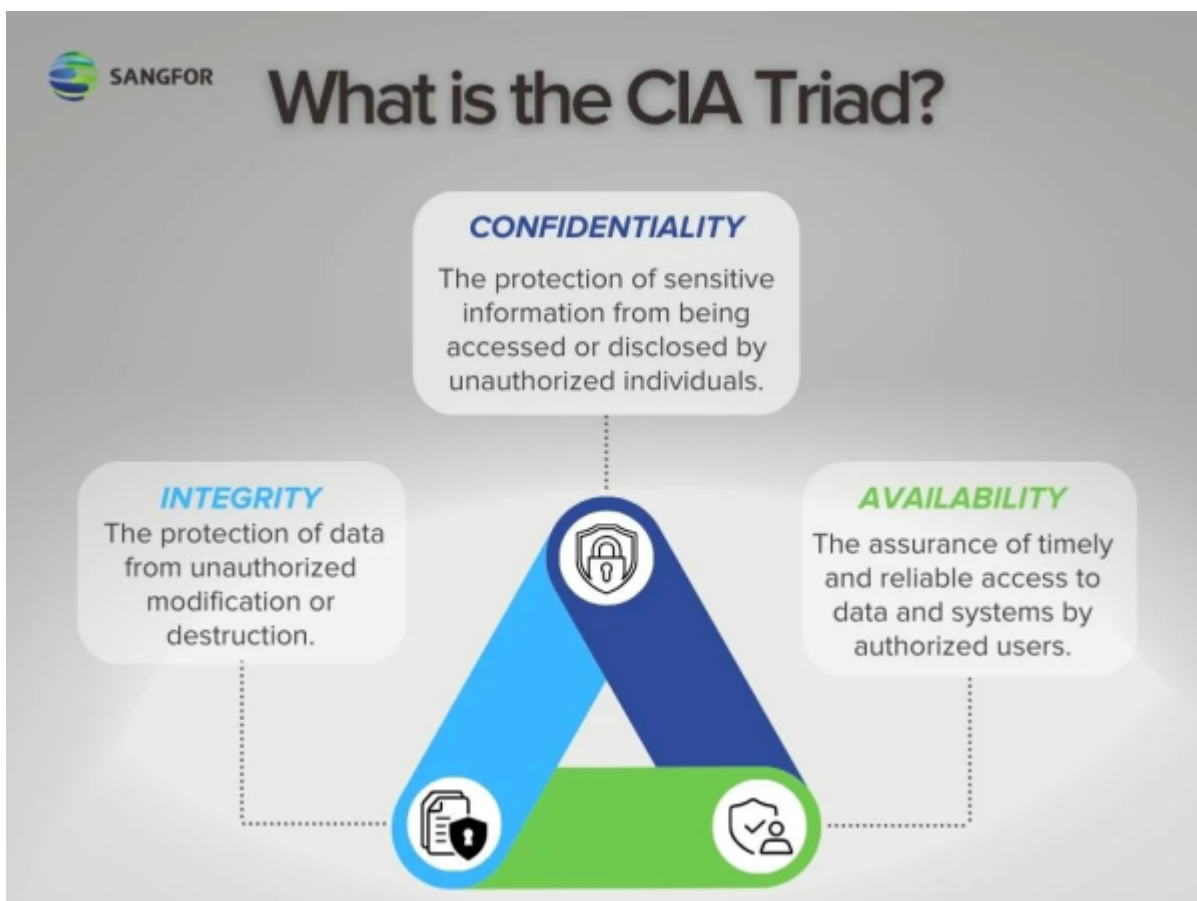 SANGFOR
What is the CIA Triad?
CONFIDENTIALITY
The protection of sensitive
information from being
accessed or disclosed by
unauthorized individuals.
INTEGRITY
The protection of data
from unauthorized
modification or
destruction.
AVAILABILITY
The assurance of timely
and reliable access to
data and systems by
authorized users.